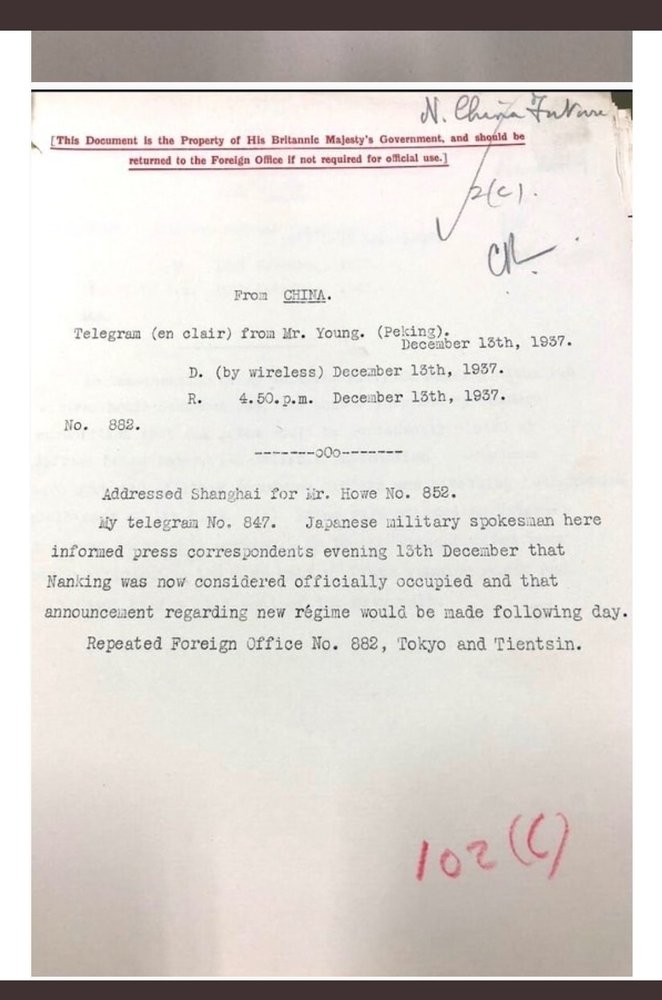 N. China Future
[This Document is the Property of His Britannic Majesty's Government, and should be
returned to the Foreign Office if not required for official use.]
2(c).
From CHINA.
Telegram (en clair) from Mr. Young. (Peking).
December 13th, 1937.
D. (by wireless) December 13th, 1937.
R. 4.50.p.m. December 13th, 1937.
No. 882.
-------oOo-------
Addressed Shanghai for Mr. Howe No. 852.
My telegram No. 847. Japanese military spokesman here
informed press correspondents evening 13th December that
Nanking was now considered officially occupied and that
announcement regarding new régime would be made following day.
Repeated Foreign Office No. 882, Tokyo and Tientsin.
102(C)